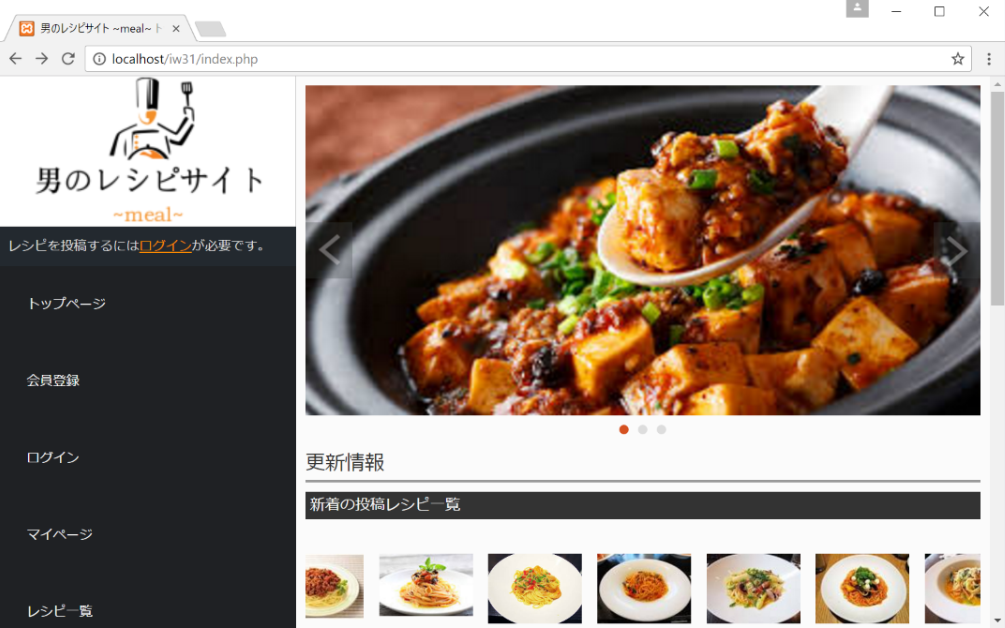 男のレシピサイト ~meal~ ト
localhost/iw31/index.php
男のレシピサイト
~meal~
レシピを投稿するにはログインが必要です。
トップページ
会員登録
ログイン
マイページ
レシピ一覧
更新情報
新着の投稿レシピ一覧